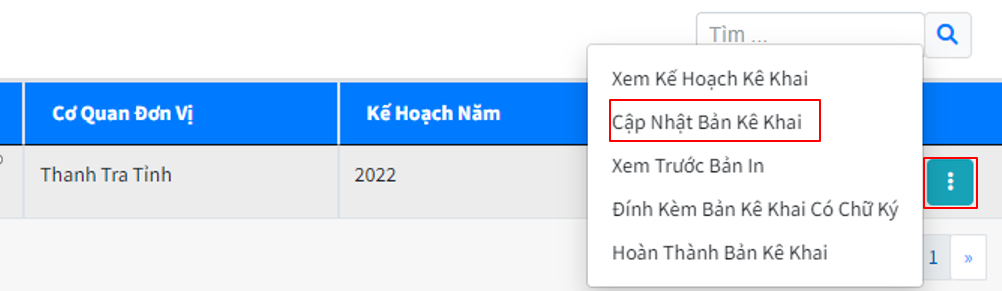 Tìm ...
Xem Kế Hoạch Kê Khai
Cơ Quan Đơn Vị
Kế Hoạch Năm
Cập Nhật Bản Kê Khai
Thanh Tra Tỉnh
2022
Xem Trước Bản In
Đính Kèm Bản Kê Khai Có Chữ Ký
Hoàn Thành Bản Kê Khai
1 »